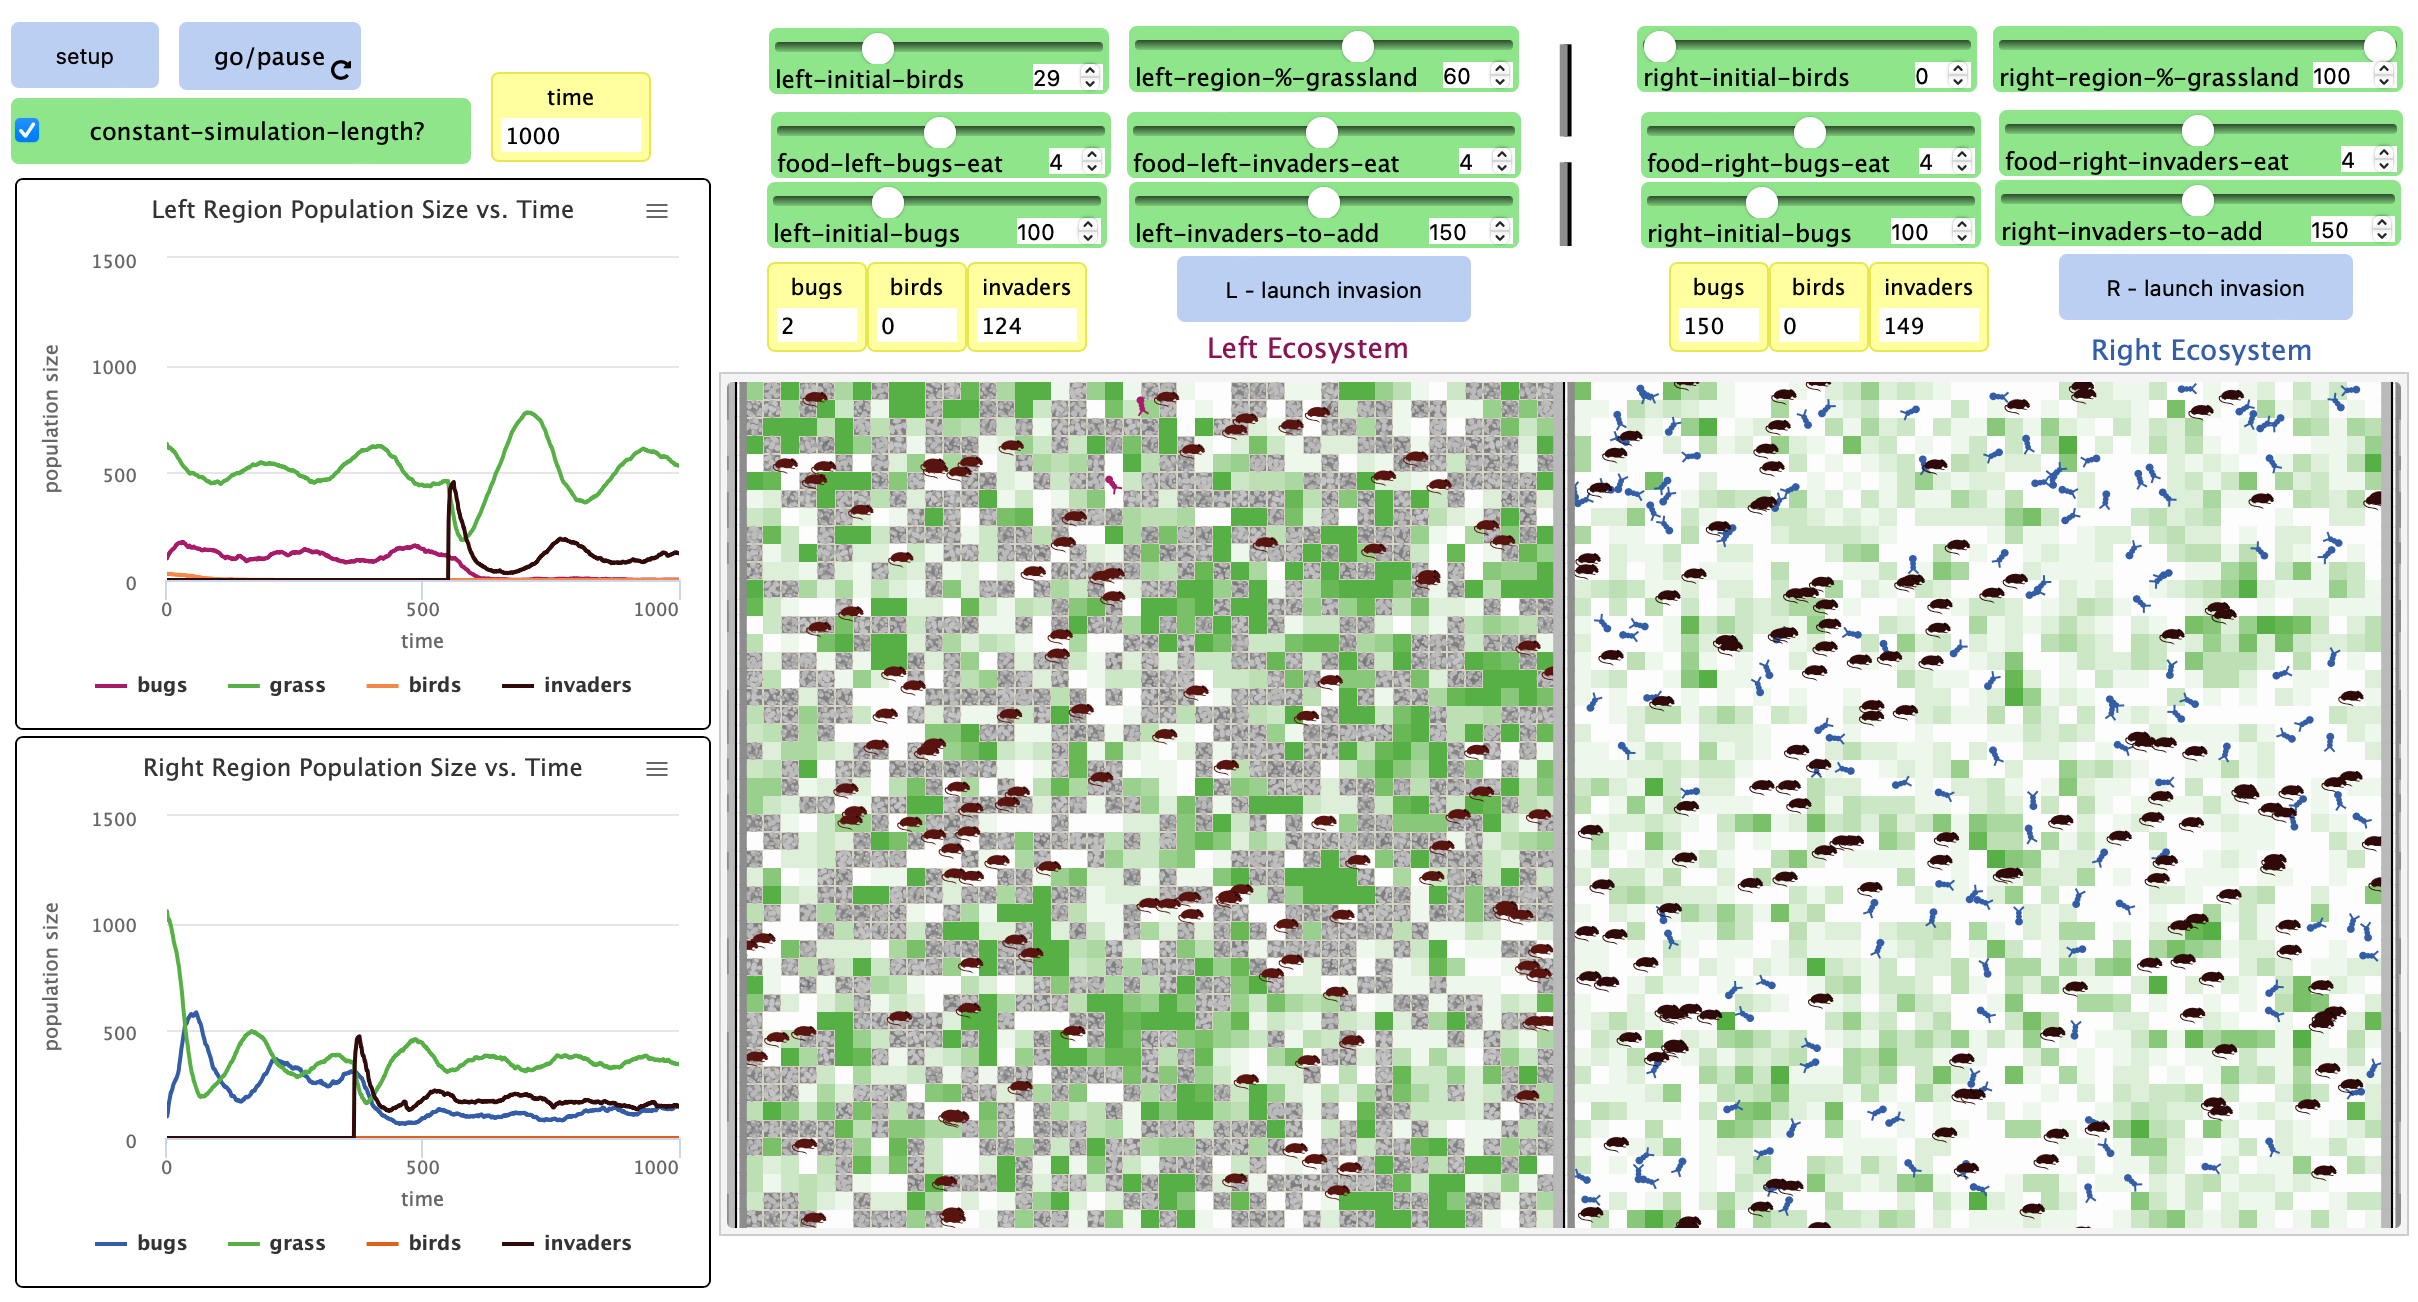 setup
go/pause
constant-simulation-length?
time
1000
left-initial-birds 29
left-region-%-grassland 60
food-left-bugs-eat 4
food-left-invaders-eat 4
left-initial-bugs 100
left-invaders-to-add 150
right-initial-birds 0
right-region-%-grassland 100
food-right-bugs-eat 4
food-right-invaders-eat 4
right-initial-bugs 100
right-invaders-to-add 150
bugs birds invaders
2 0 124
L - launch invasion
Left Ecosystem
bugs birds invaders
150 0 149
R - launch invasion
Right Ecosystem
Left Region Population Size vs. Time
population size
1500
1000
500
0
0 500 1000
time
bugs grass birds invaders
Right Region Population Size vs. Time
population size
1500
1000
500
0
0 500 1000
time
bugs grass birds invaders